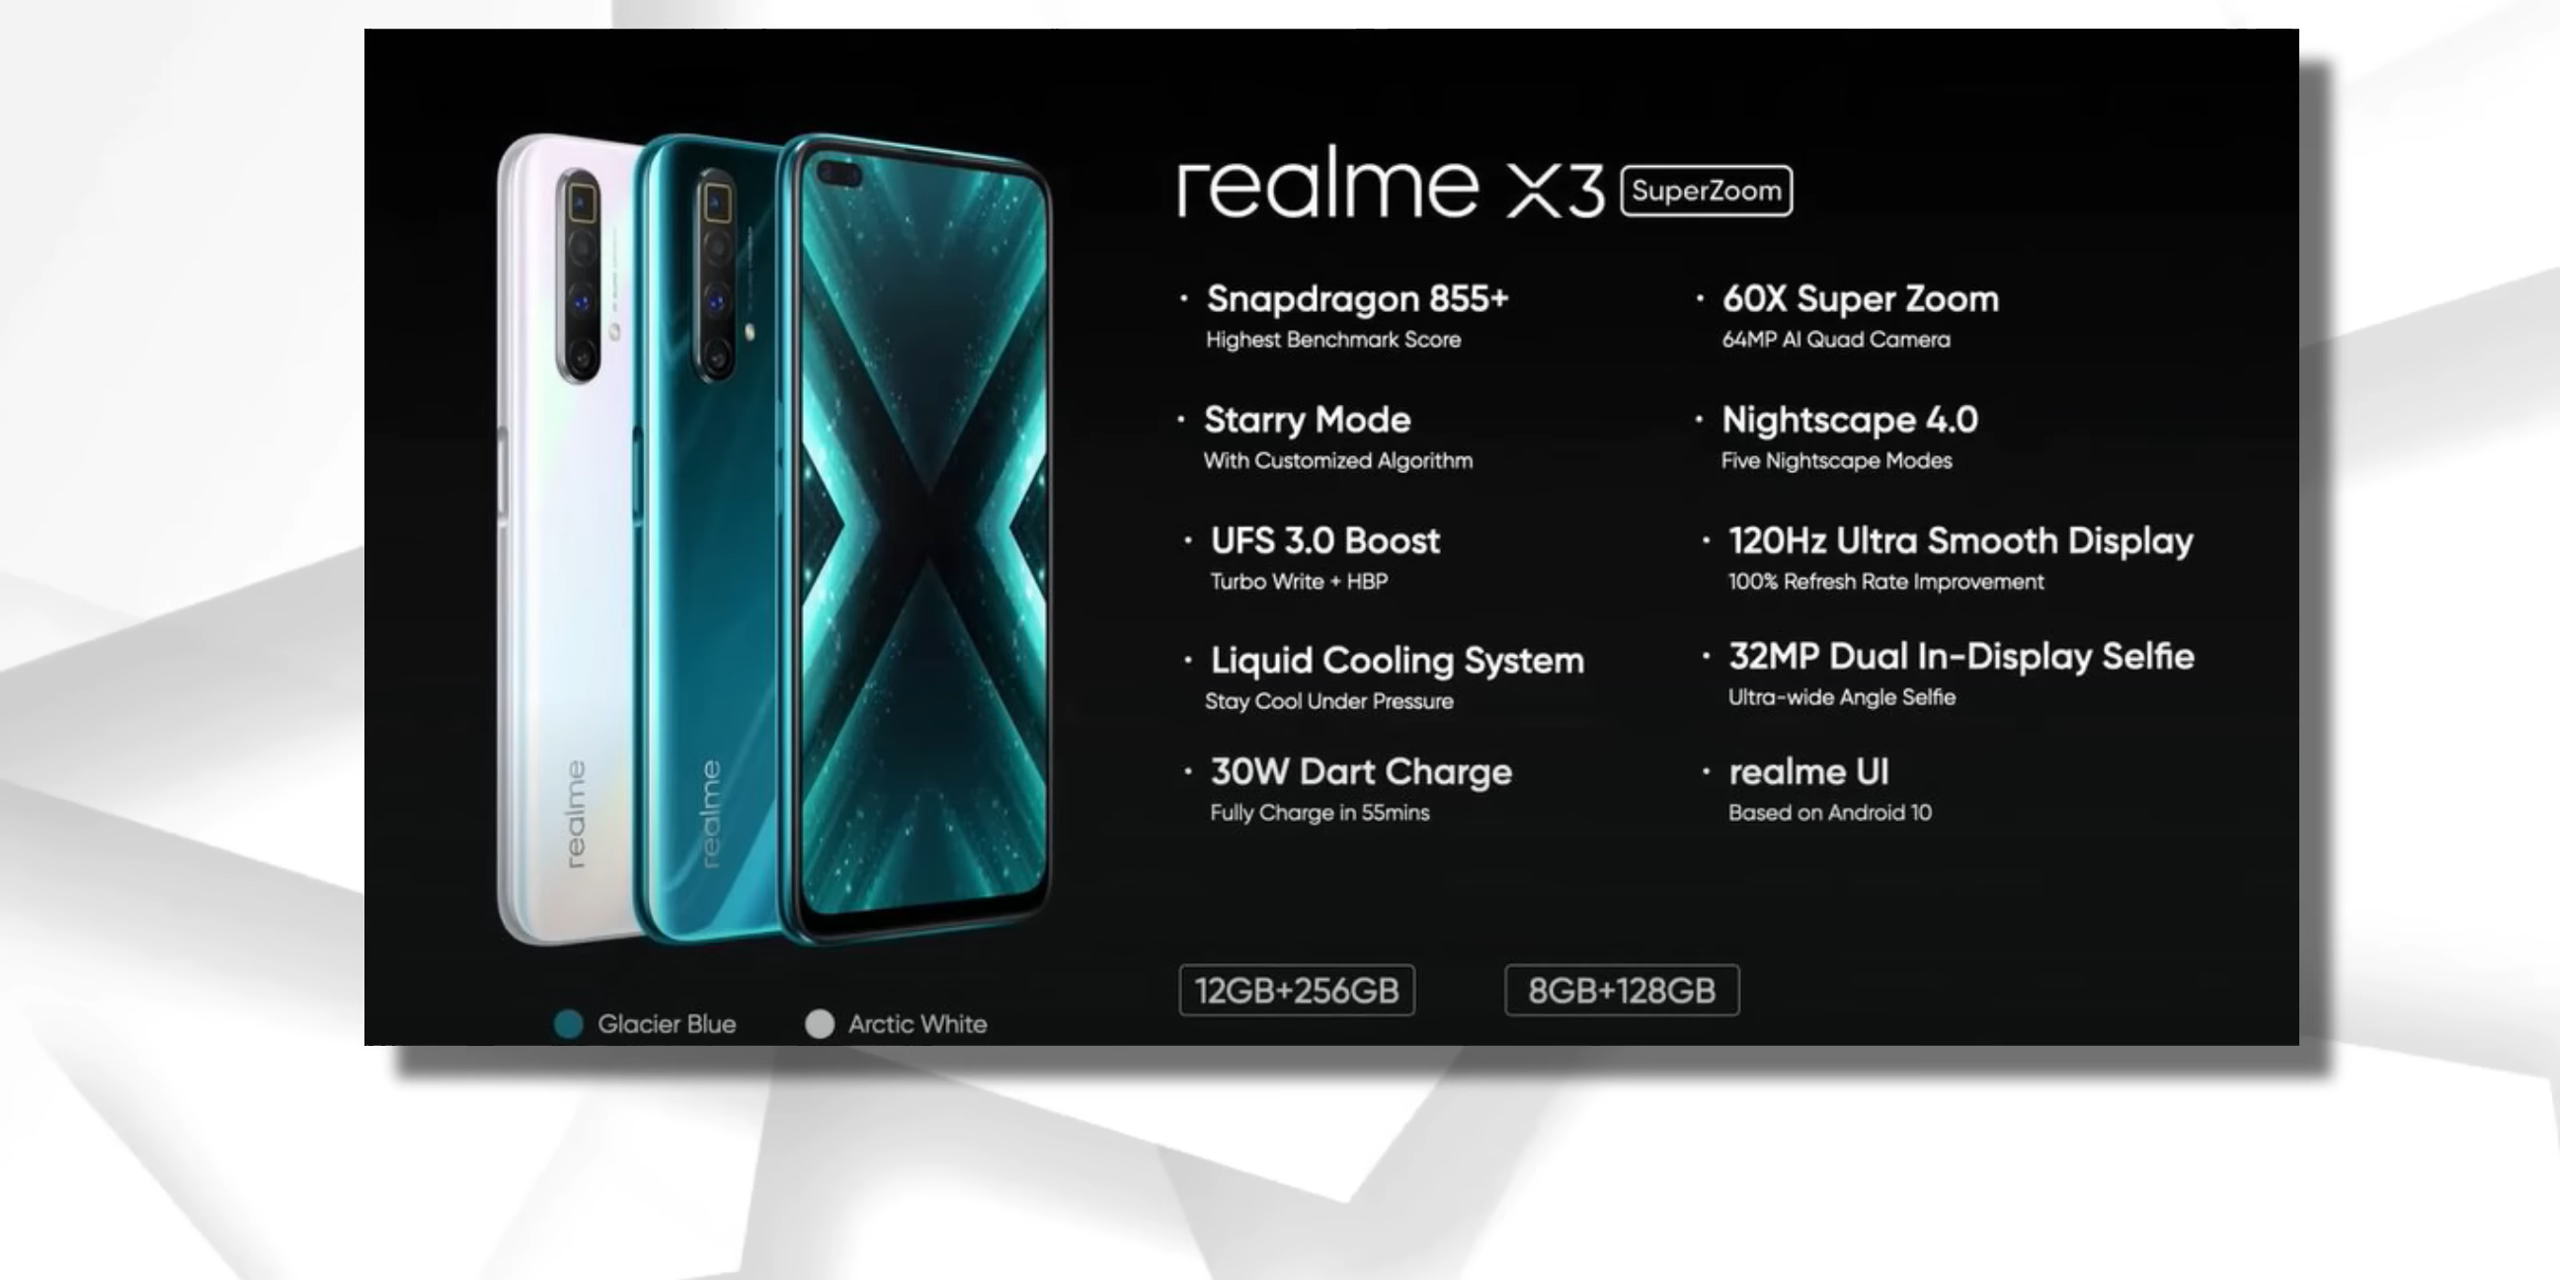 realme X3 SuperZoom
· Snapdragon 855+
Highest Benchmark Score
· Starry Mode
With Customized Algorithm
· UFS 3.0 Boost
Turbo Write + HBP
· Liquid Cooling System
Stay Cool Under Pressure
· 30W Dart Charge
Fully Charge in 55mins
· 60X Super Zoom
64MP AI Quad Camera
· Nightscape 4.0
Five Nightscape Modes
· 120Hz Ultra Smooth Display
100% Refresh Rate Improvement
· 32MP Dual In-Display Selfie
Ultra-wide Angle Selfie
· realme UI
Based on Android 10
12GB+256GB
8GB+128GB
realme
realme
Glacier Blue
Arctic White